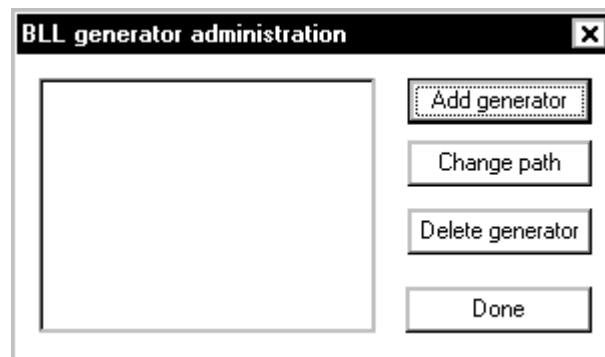 BLL generator administration
Add generator
Change path
Delete generator
Done